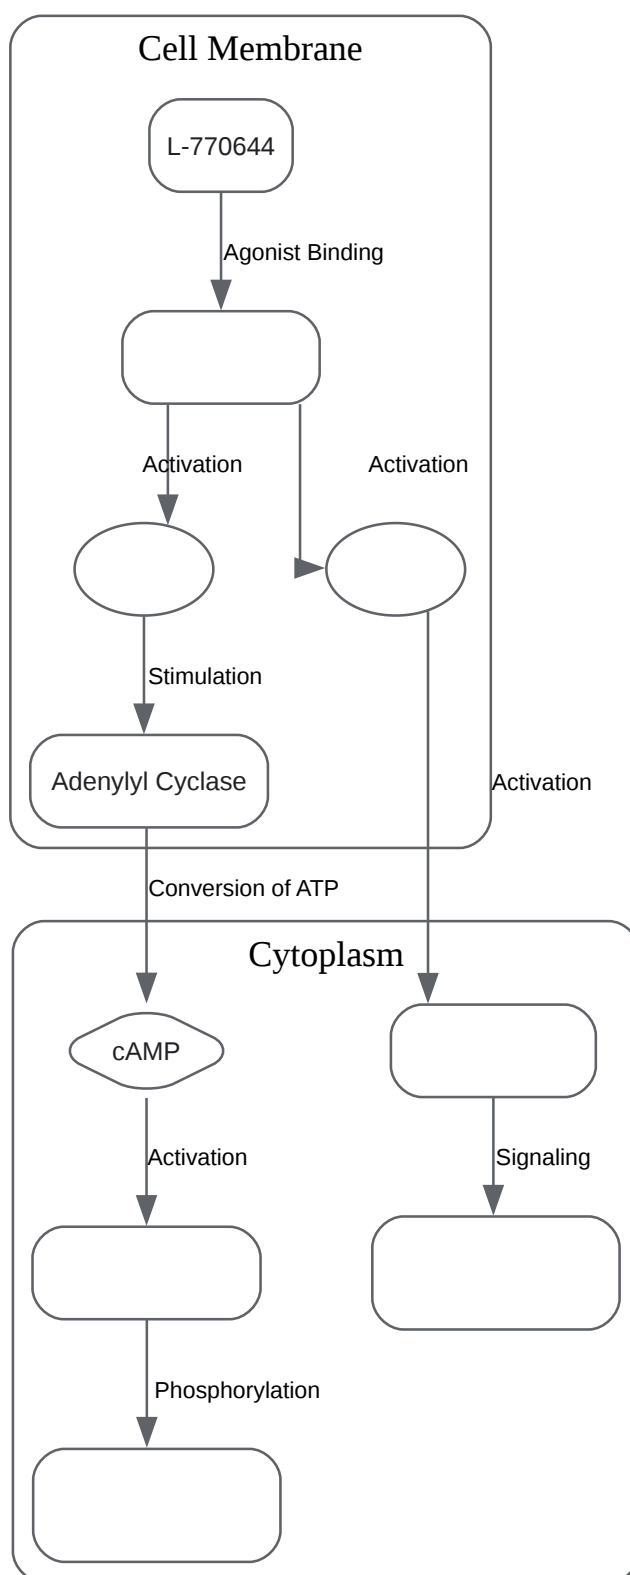 Cell Membrane
L-770644
Agonist Binding
Activation
Activation
Stimulation
Adenylyl Cyclase
Activation
Conversion of ATP
Cytoplasm
cAMP
Activation
Signaling
Phosphorylation